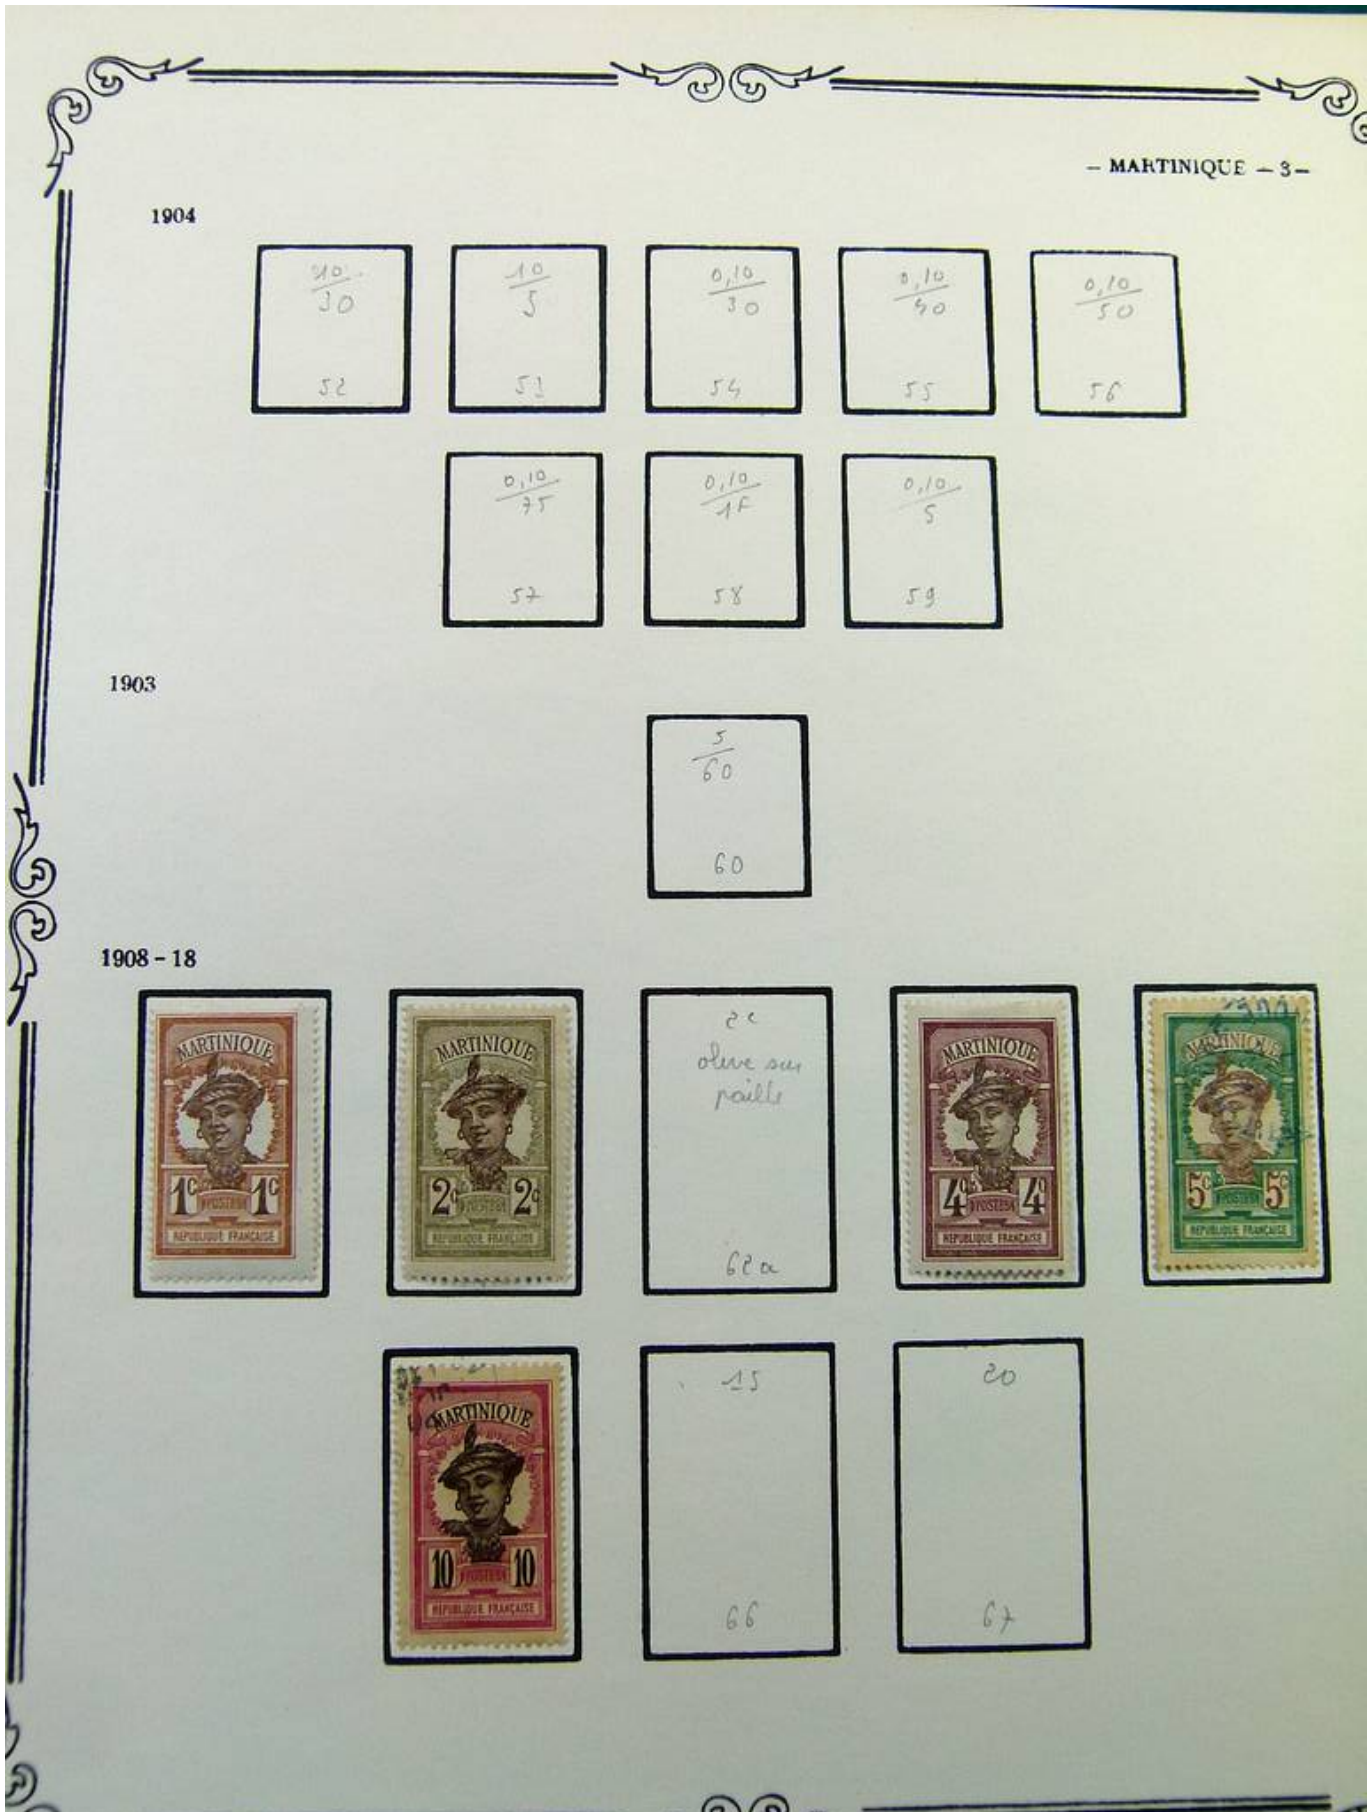 – MARTINIQUE – 3 –
1904
10
30
52
10
5
53
0,10
30
54
0,10
40
55
0,10
50
56
0,10
75
57
0,10
1F
58
0,10
5
59
1903
5
60
60
1908 – 18
MARTINIQUE
1c 1c
POSTES
REPUBLIQUE FRANÇAISE
MARTINIQUE
2c 2c
POSTES
REPUBLIQUE FRANÇAISE
2c
olive sur
paille
62a
MARTINIQUE
4c 4c
POSTES
REPUBLIQUE FRANÇAISE
MARTINIQUE
5c 5c
POSTES
REPUBLIQUE FRANÇAISE
MARTINIQUE
10 10
POSTES
REPUBLIQUE FRANÇAISE
15
66
20
67